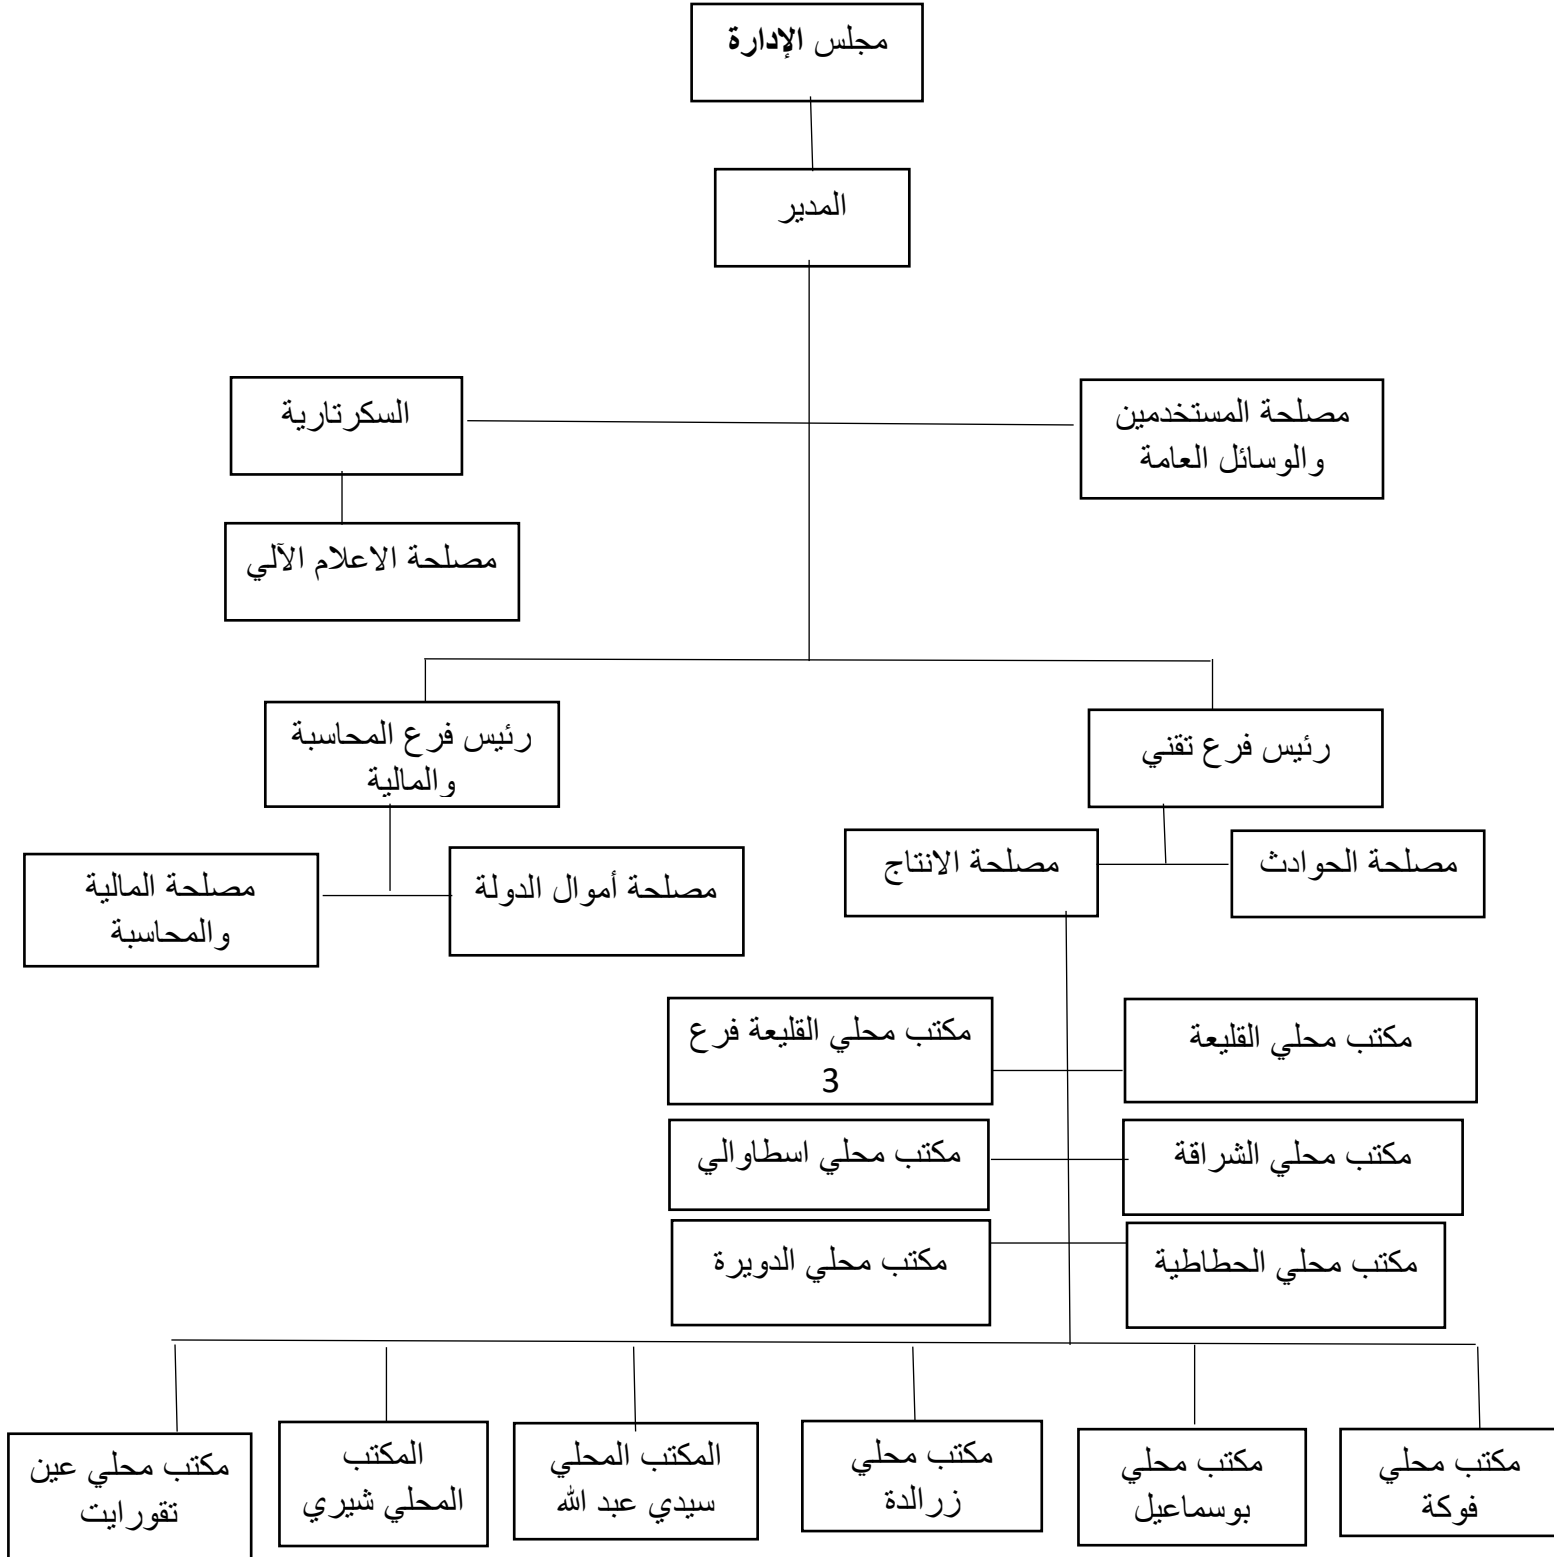 مجلس الإدارة
المدير
مصلحة المستخدمين
والوسائل العامة
السكرتارية
مصلحة الاعلام الآلي
رئيس فرع تقني
رئيس فرع المحاسبة
والمالية
مصلحة الحوادث
مصلحة الانتاج
مصلحة أموال الدولة
مصلحة المالية
والمحاسبة
مكتب محلي القليعة
مكتب محلي القليعة فرع
3
مكتب محلي الشراقة
مكتب محلي اسطاوالي
مكتب محلي الحطاطية
مكتب محلي الدويرة
مكتب محلي
فوكة
مكتب محلي
بوسماعيل
مكتب محلي
زرالدة
المكتب المحلي
سيدي عبد الله
المكتب
المحلي شيري
مكتب محلي عين
تقورايت